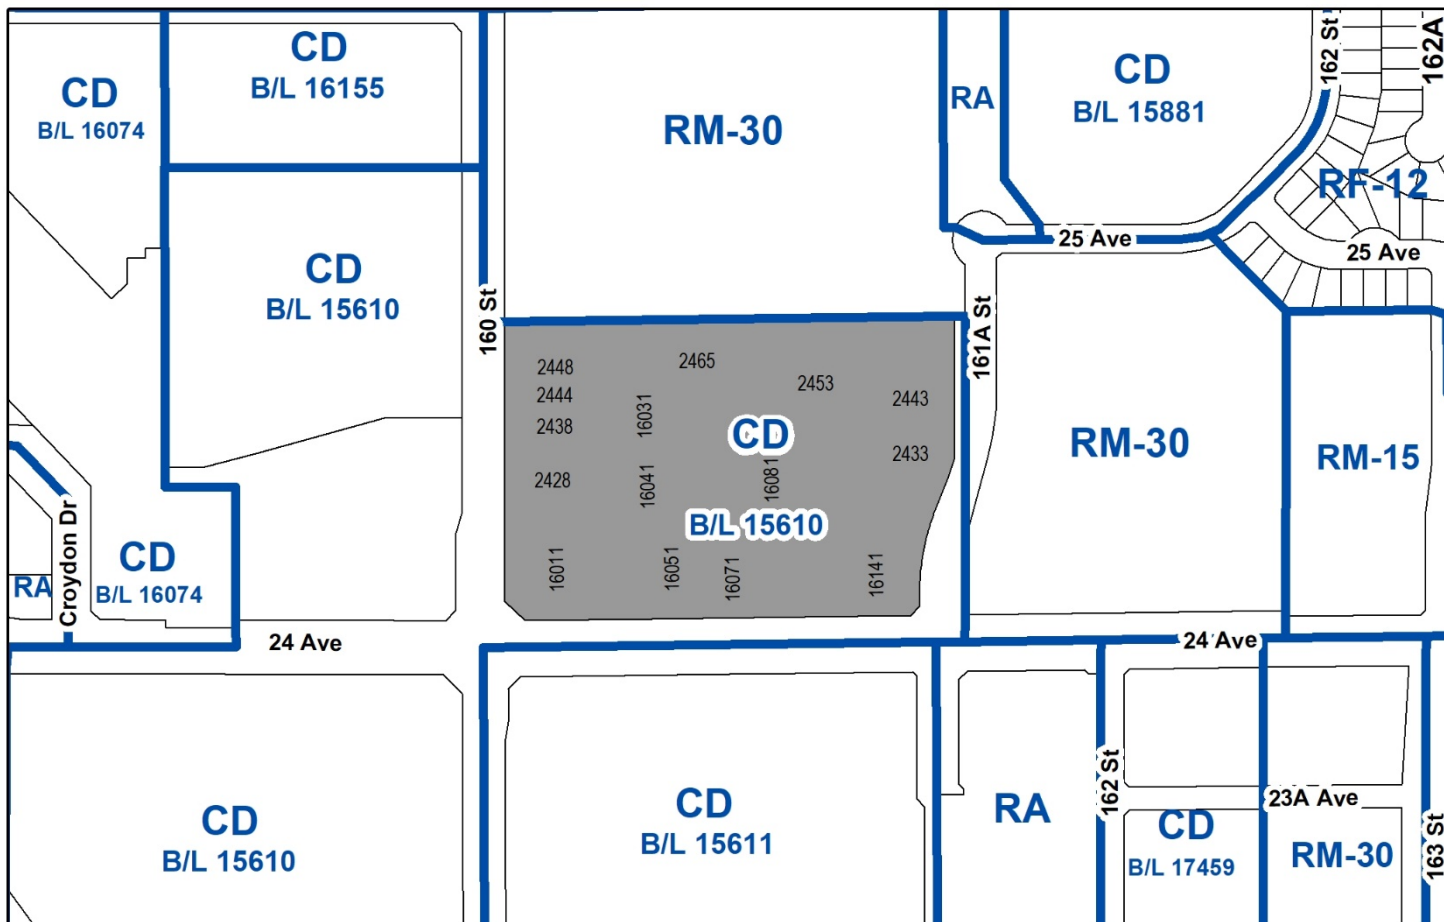 CD
B/L 16155
CD
B/L 16074
RM-30
RA
CD
B/L 15881
162 St
162A
RF-12
25 Ave
25 Ave
CD
B/L 15610
160 St
161A St
2448
2444
2438
2428
2465
2453
2443
2433
16031
16041
16081
CD
B/L 15610
16011
16051
16071
16141
RM-30
RM-15
Croydon Dr
RA
CD
B/L 16074
24 Ave
24 Ave
CD
B/L 15610
CD
B/L 15611
RA
162 St
CD
B/L 17459
23A Ave
RM-30
163 St